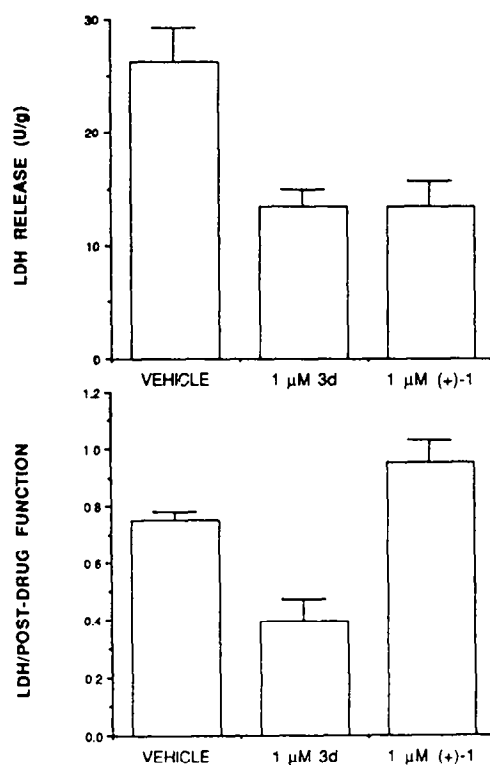 30
20
10
0
LDH RELEASE (U/g)
VEHICLE 1 µM 3d 1 µM (+)-1
1.2
1.0
0.8
0.6
0.4
0.2
0.0
LDH/POST-DRUG FUNCTION
VEHICLE 1 µM 3d 1 µM (+)-1